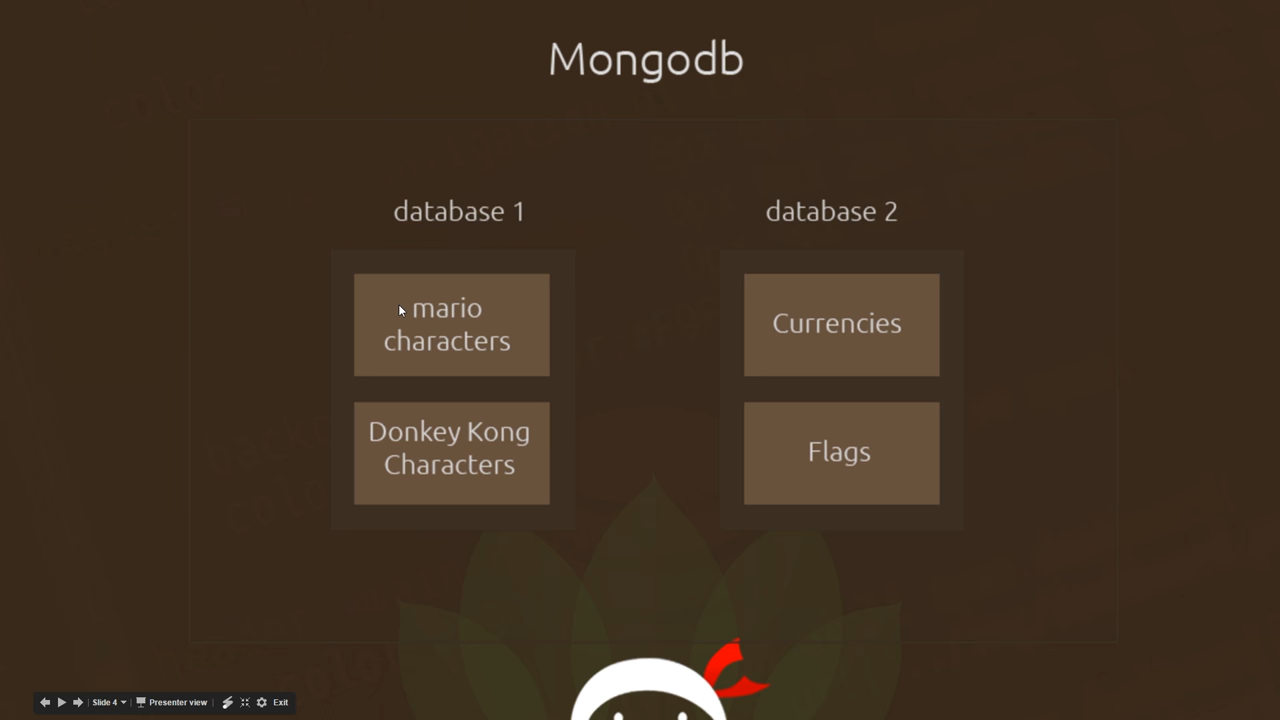 Mongodb
database 1
database 2
mario
characters
Currencies
Donkey Kong
Characters
Flags
Slide 4
Presenter view
Exit